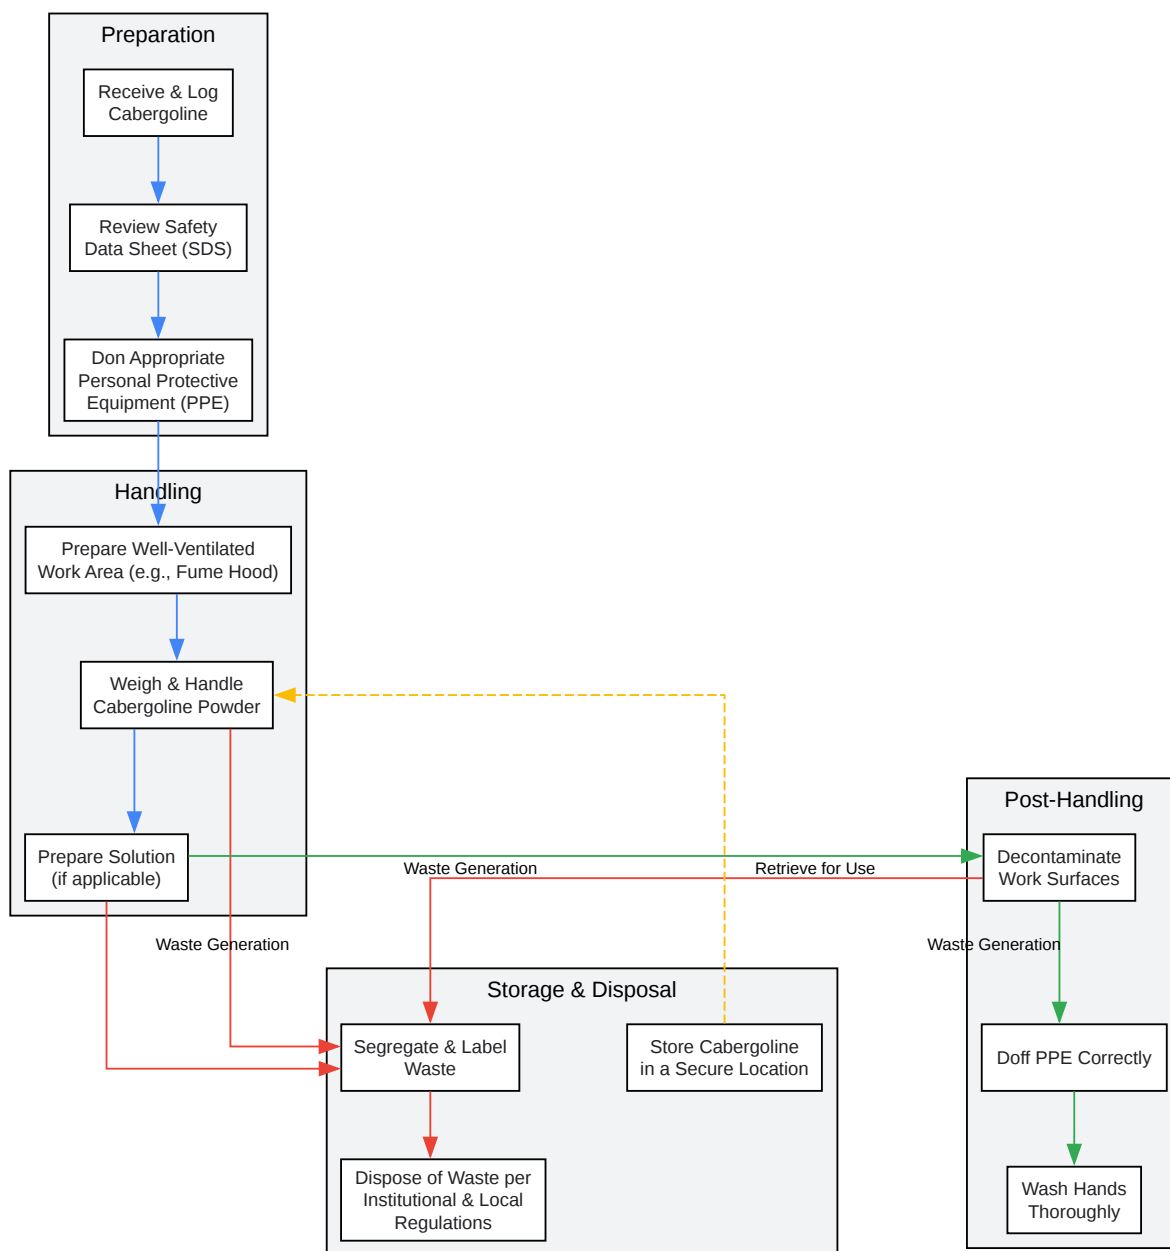 Preparation
Receive & Log
Cabergoline
Review Safety
Data Sheet (SDS)
Don Appropriate
Personal Protective
Equipment (PPE)
Handling
Prepare Well-Ventilated
Work Area (e.g., Fume Hood)
Weigh & Handle
Cabergoline Powder
Prepare Solution
(if applicable)
Waste Generation
Retrieve for Use
Post-Handling
Decontaminate
Work Surfaces
Waste Generation
Waste Generation
Storage & Disposal
Segregate & Label
Waste
Store Cabergoline
in a Secure Location
Doff PPE Correctly
Dispose of Waste per
Institutional & Local
Regulations
Wash Hands
Thoroughly